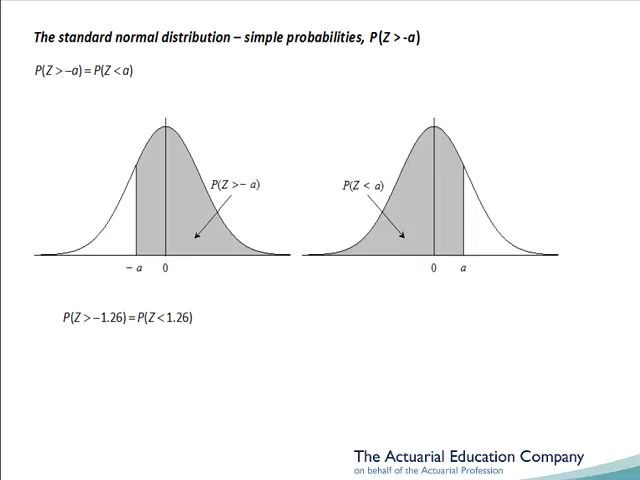 The standard normal distribution – simple probabilities, P(Z > -a)
P(Z > −a) = P(Z < a)
P(Z > − a)
P(Z < a)
− a 0
0 a
P(Z > −1.26) = P(Z < 1.26)
The Actuarial Education Company
on behalf of the Actuarial Profession